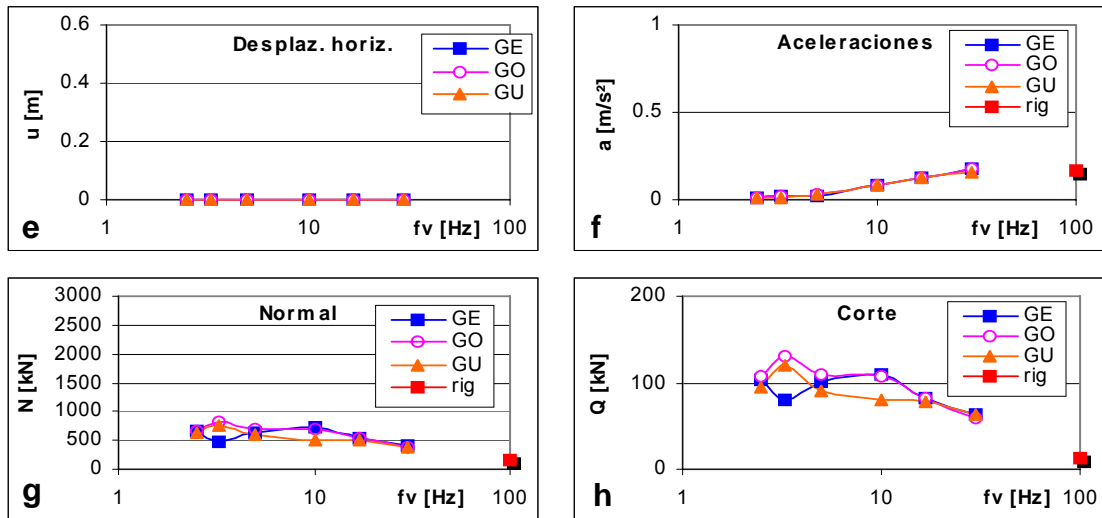 0.6
0.4
0.2
0
u [m]
Desplaz. horiz.
GE
GO
GU
1
10
100
fv [Hz]
e
1
0.5
0
a [m/s²]
Aceleraciones
GE
GO
GU
rig
1
10
100
fv [Hz]
f
3000
2500
2000
1500
1000
500
0
N [kN]
Normal
GE
GO
GU
rig
1
10
100
fv [Hz]
g
200
100
0
Q [kN]
Corte
GE
GO
GU
rig
1
10
100
fv [Hz]
h